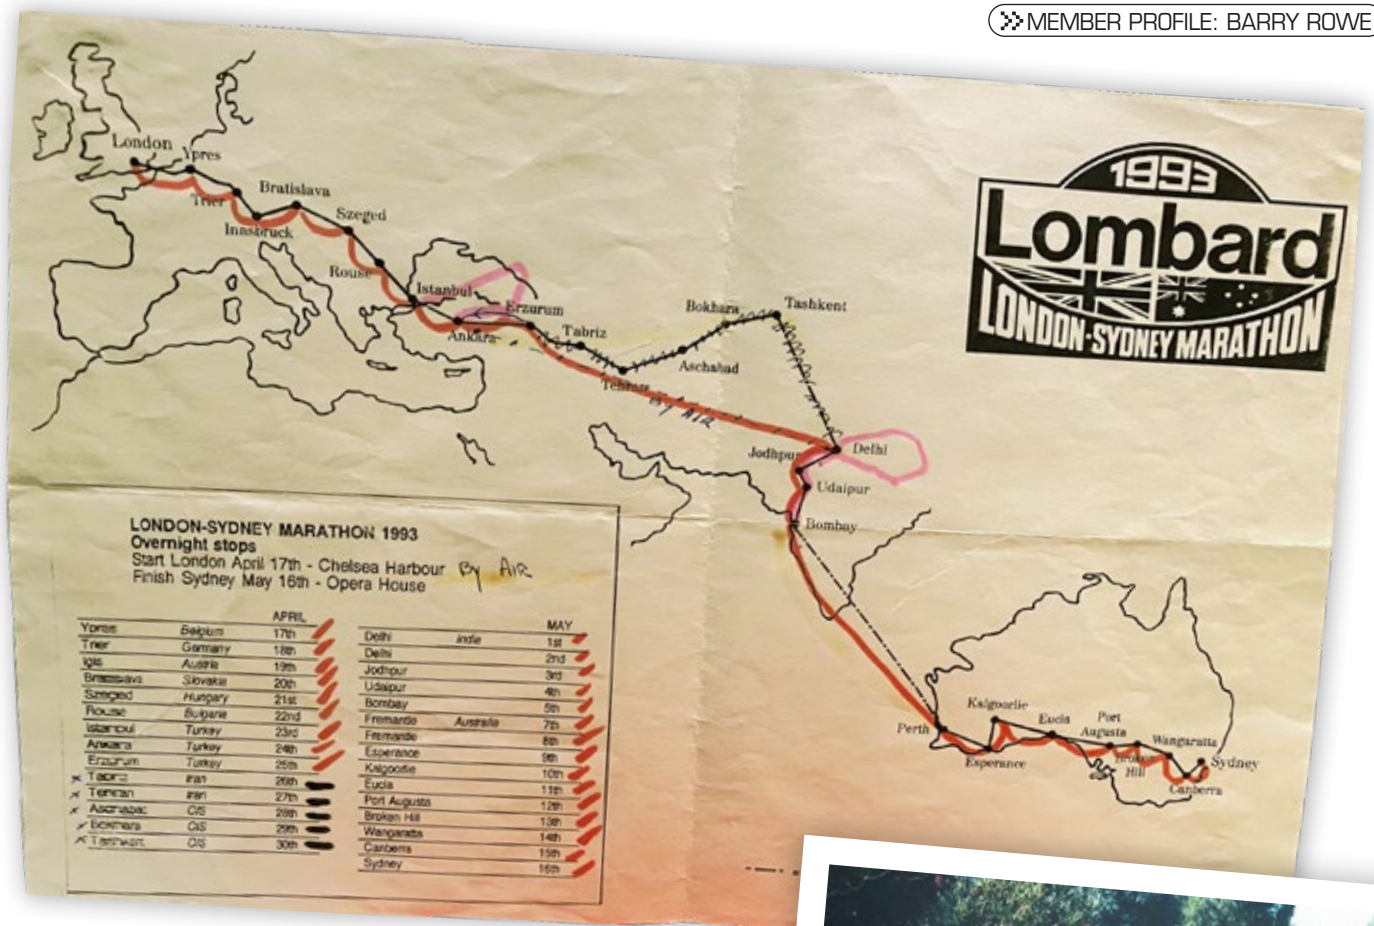 MEMBER PROFILE: BARRY ROWE
London
Ypres
Trier
Innsbruck
Bratislava
Szeged
Rouse
Istanbul
Ankara
Erzurum
Tabriz
Tehran
Aschabad
Bokhara
Tashkent
By AIR
Delhi
Jodhpur
Udaipur
Bombay
Perth
Esperance
Kalgoorlie
Eucla
Port
Augusta
Broken
Hill
Wangaratta
Canberra
Sydney
1993
Lombard
LONDON-SYDNEY MARATHON
LONDON-SYDNEY MARATHON 1993
Overnight stops
Start London April 17th - Chelsea Harbour By AIR
Finish Sydney May 16th - Opera House
APRIL
Ypres Belgium 17th
Trier Germany 18th
Igls Austria 19th
Bratislava Slovakia 20th
Szeged Hungary 21st
Rouse Bulgaria 22nd
Istanbul Turkey 23rd
Ankara Turkey 24th
Erzurum Turkey 25th
x Tabriz Iran 26th
x Tehran Iran 27th
x Aschabad CIS 28th
x Bokhara CIS 29th
x Tashkent CIS 30th
MAY
Delhi India 1st
Delhi 2nd
Jodhpur 3rd
Udaipur 4th
Bombay 5th
Fremantle Australia 7th
Fremantle 8th
Esperance 9th
Kalgoorlie 10th
Eucla 11th
Port Augusta 12th
Broken Hill 13th
Wangaratta 14th
Canberra 15th
Sydney 16th